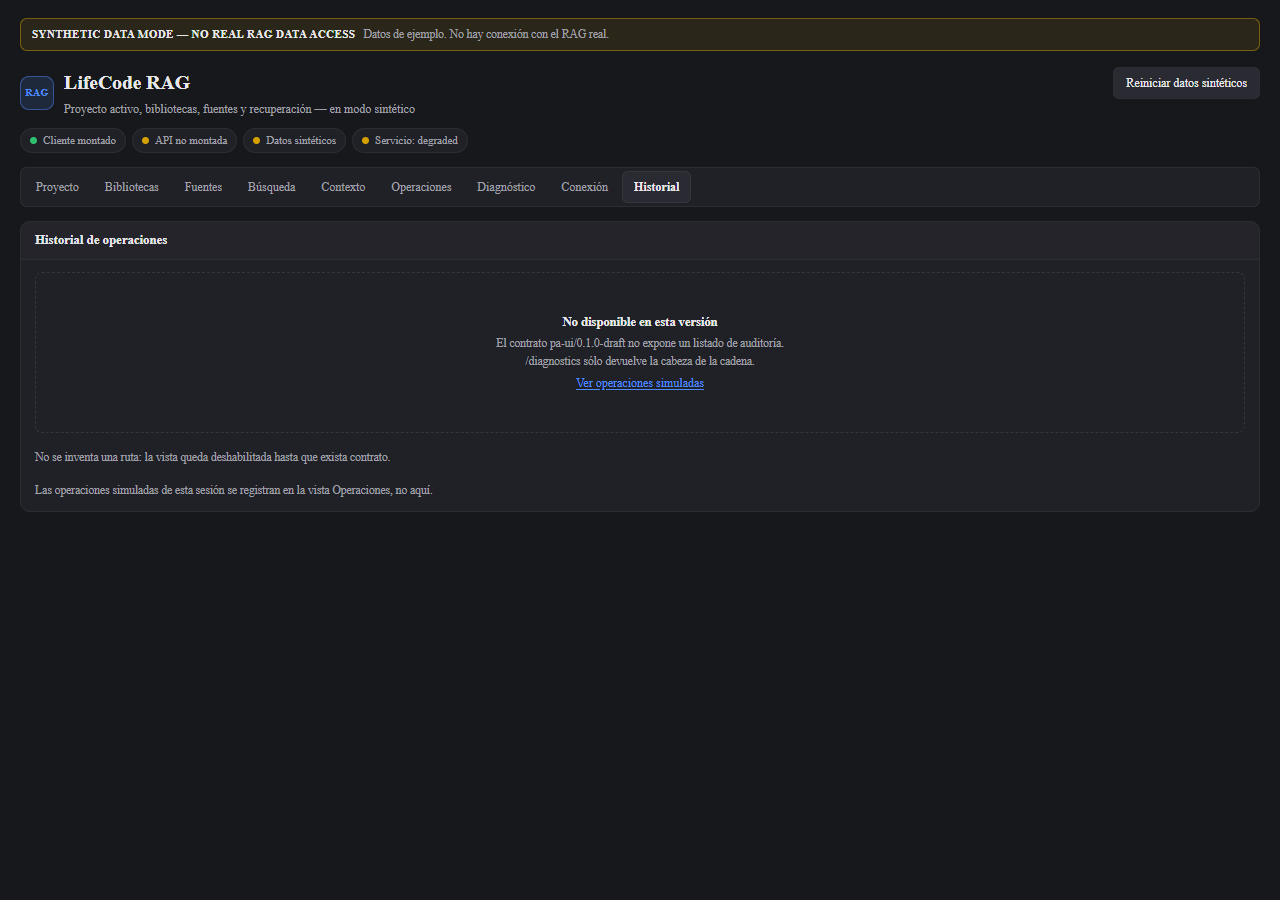 SYNTHETIC DATA MODE — NO REAL RAG DATA ACCESS Datos de ejemplo. No hay conexión con el RAG real.
RAG
LifeCode RAG
Proyecto activo, bibliotecas, fuentes y recuperación — en modo sintético
Reiniciar datos sintéticos
Cliente montado
API no montada
Datos sintéticos
Servicio: degraded
Proyecto
Bibliotecas
Fuentes
Búsqueda
Contexto
Operaciones
Diagnóstico
Conexión
Historial
Historial de operaciones
No disponible en esta versión
El contrato pa-ui/0.1.0-draft no expone un listado de auditoría.
/diagnostics sólo devuelve la cabeza de la cadena.
Ver operaciones simuladas
No se inventa una ruta: la vista queda deshabilitada hasta que exista contrato.
Las operaciones simuladas de esta sesión se registran en la vista Operaciones, no aquí.